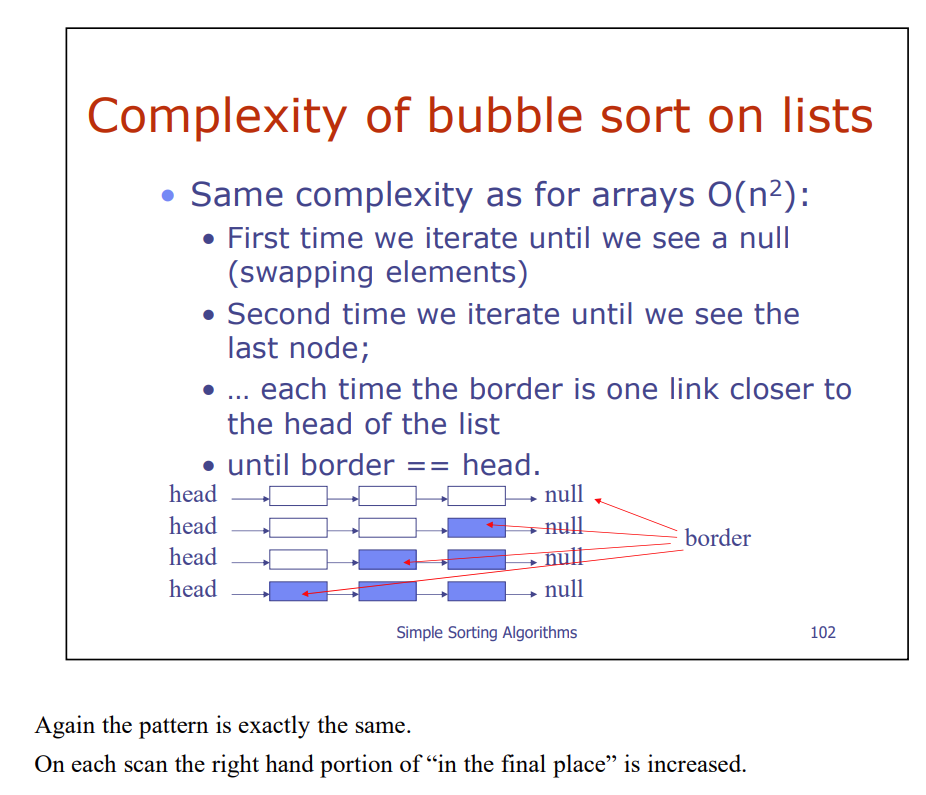 Complexity of bubble sort on lists
• Same complexity as for arrays O(n²):
• First time we iterate until we see a null
(swapping elements)
• Second time we iterate until we see the
last node;
• … each time the border is one link closer to
the head of the list
• until border == head.
head null
head null
border
head null
head null
Simple Sorting Algorithms 102
Again the pattern is exactly the same.
On each scan the right hand portion of “in the final place” is increased.